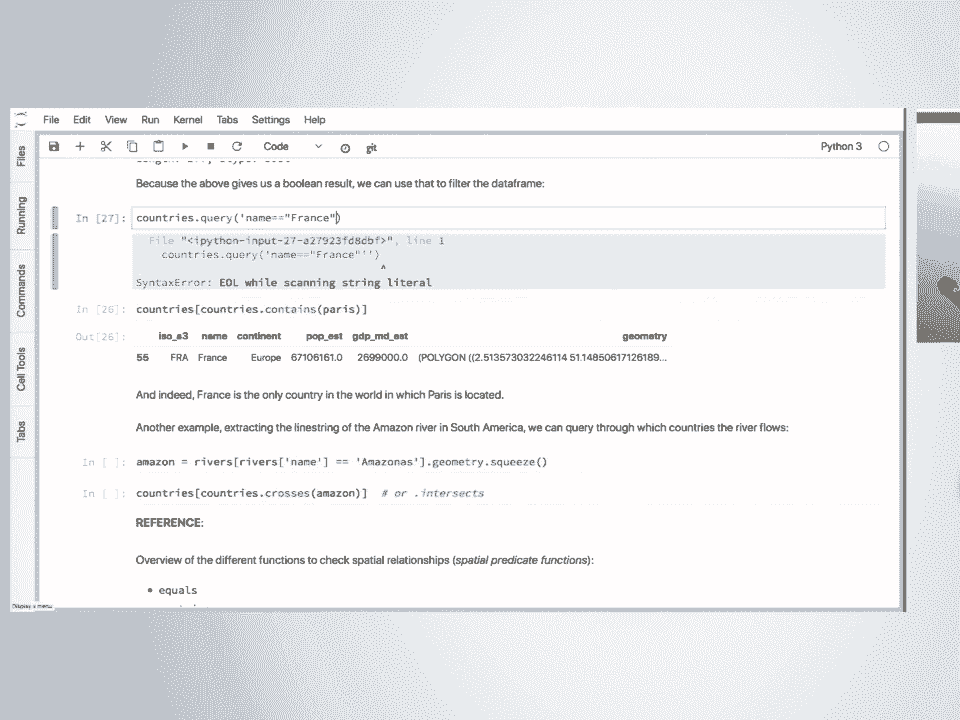 File Edit View Run Kernel Tabs Settings Help
Code git Python 3
Files
Running
Commands
Cell Tools
Tabs
Because the above gives us a boolean result, we can use that to filter the dataframe:
In [27]: countries.query('name=="France")
File "<ipython-input-27-a27923fd8dbf>", line 1
countries.query('name=="France"'')
^
SyntaxError: EOL while scanning string literal
In [26]: countries[countries.contains(paris)]
Out[26]: iso_a3 name continent pop_est gdp_md_est geometry
55 FRA France Europe 67106161.0 2699000.0 (POLYGON ((2.513573032246114 51.14850617126189...
And indeed, France is the only country in the world in which Paris is located.
Another example, extracting the linestring of the Amazon river in South America, we can query through which countries the river flows:
In [ ]: amazon = rivers[rivers['name'] == 'Amazonas'].geometry.squeeze()
In [ ]: countries[countries.crosses(amazon)] # or .intersects
REFERENCE:
Overview of the different functions to check spatial relationships (spatial predicate functions):
• equals
Display a menu